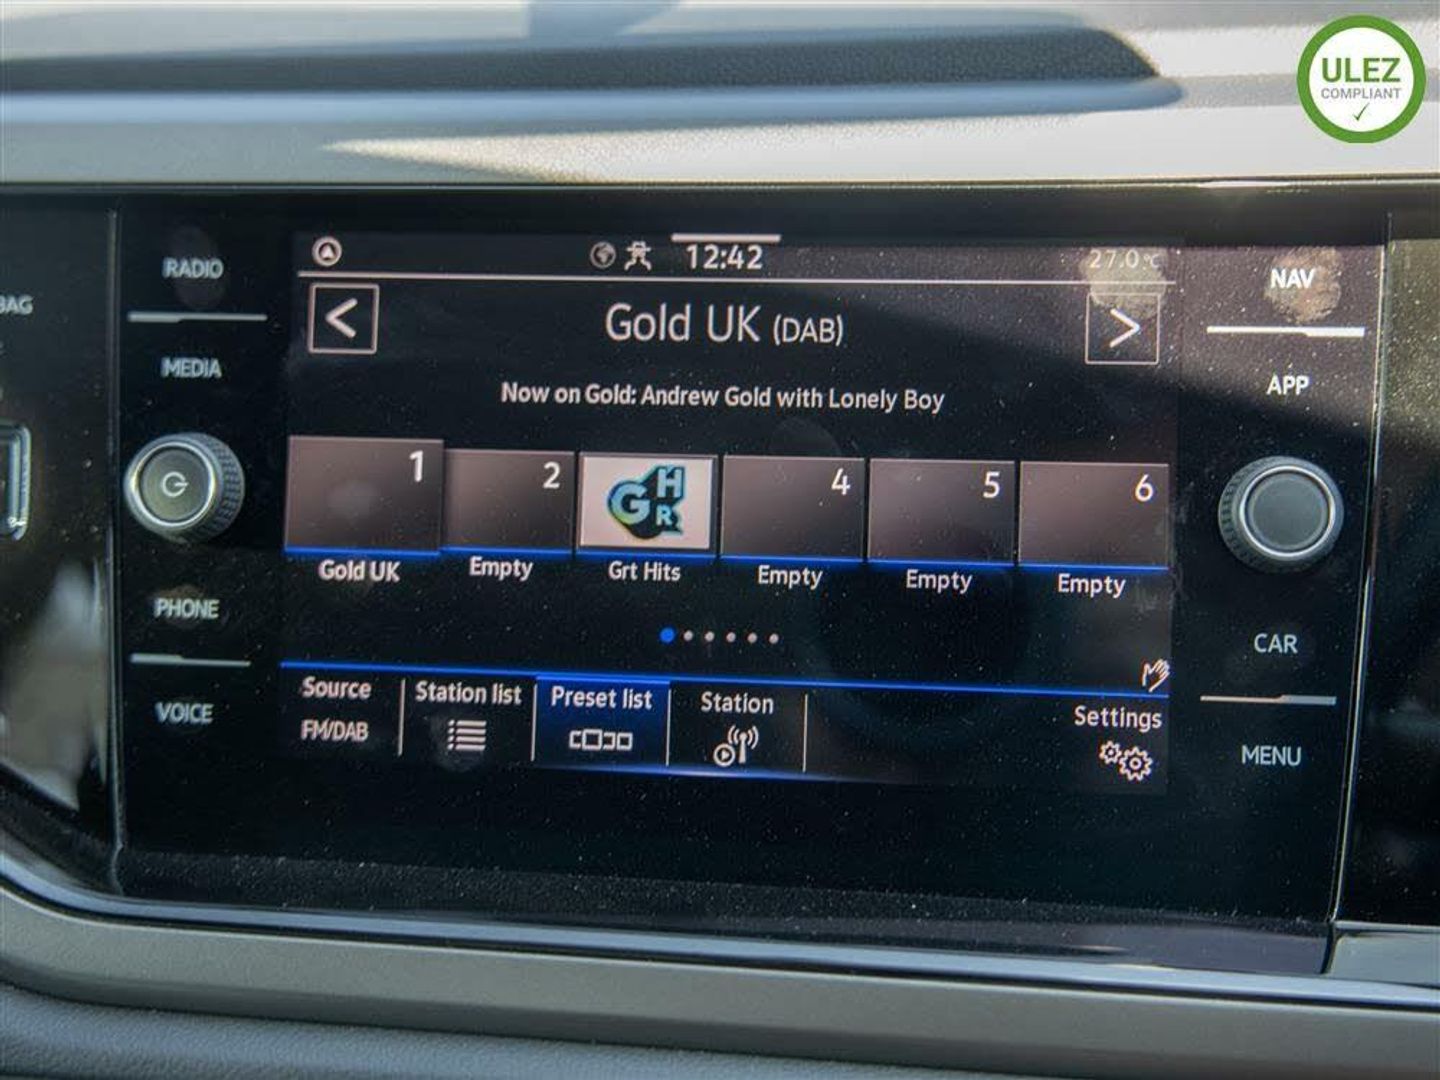 ULEZ
COMPLIANT
BAG
RADIO
MEDIA
PHONE
VOICE
12:42
27.0°C
< Gold UK (DAB) >
Now on Gold: Andrew Gold with Lonely Boy
1 2 GHR 4 5 6
Gold UK Empty Grt Hits Empty Empty Empty
Source Station list Preset list Station Settings
FM/DAB
NAV
APP
CAR
MENU